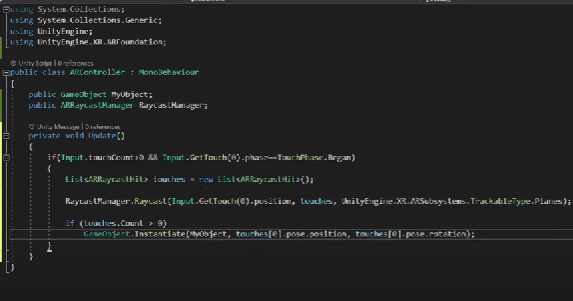 using System.Collections;
using System.Collections.Generic;
using UnityEngine;
using UnityEngine.XR.ARFoundation;
Unity Script | 0 references
public class ARController : MonoBehaviour
{
public GameObject MyObject;
public ARRaycastManager RaycastManager;
Unity Message | 0 references
private void Update()
{
if(Input.touchCount>0 && Input.GetTouch(0).phase==TouchPhase.Began)
{
List<ARRaycastHit> touches = new List<ARRaycastHit>();
RaycastManager.Raycast(Input.GetTouch(0).position, touches, UnityEngine.XR.ARSubsystems.TrackableType.Planes);
if (touches.Count > 0)
GameObject.Instantiate(MyObject, touches[0].pose.position, touches[0].pose.rotation);
}
}
}